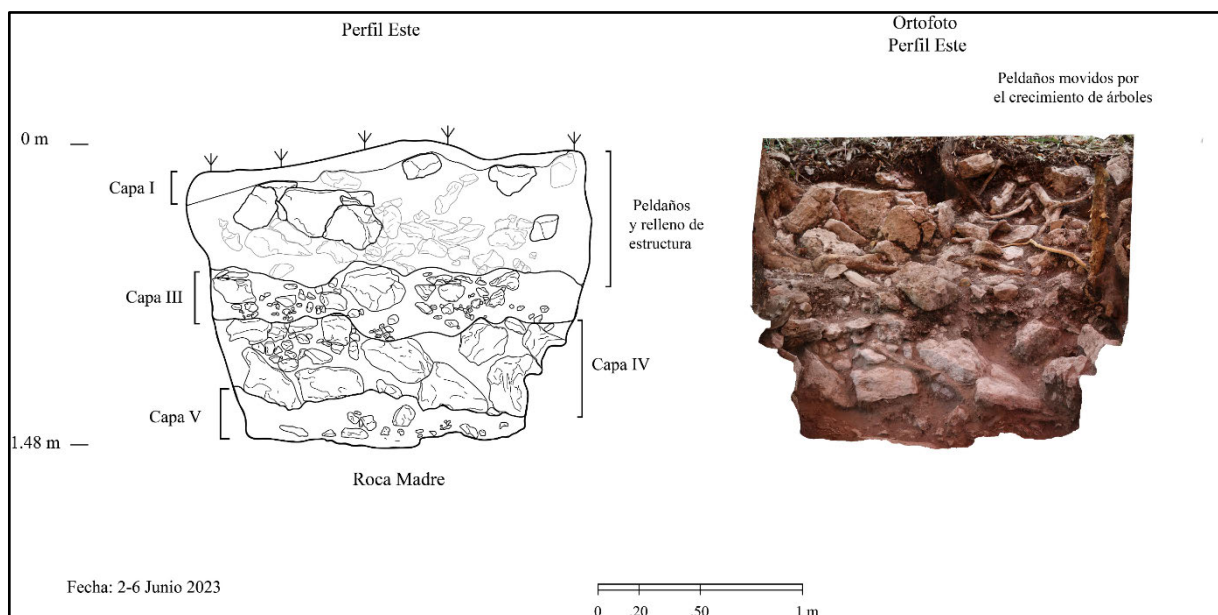 Perfil Este
Ortofoto
Perfil Este
Peldaños movidos por
el crecimiento de árboles
0 m
Capa I
Peldaños
y relleno de
estructura
Capa III
Capa IV
Capa V
1.48 m
Roca Madre
Fecha: 2-6 Junio 2023
0 .20 .50 1 m